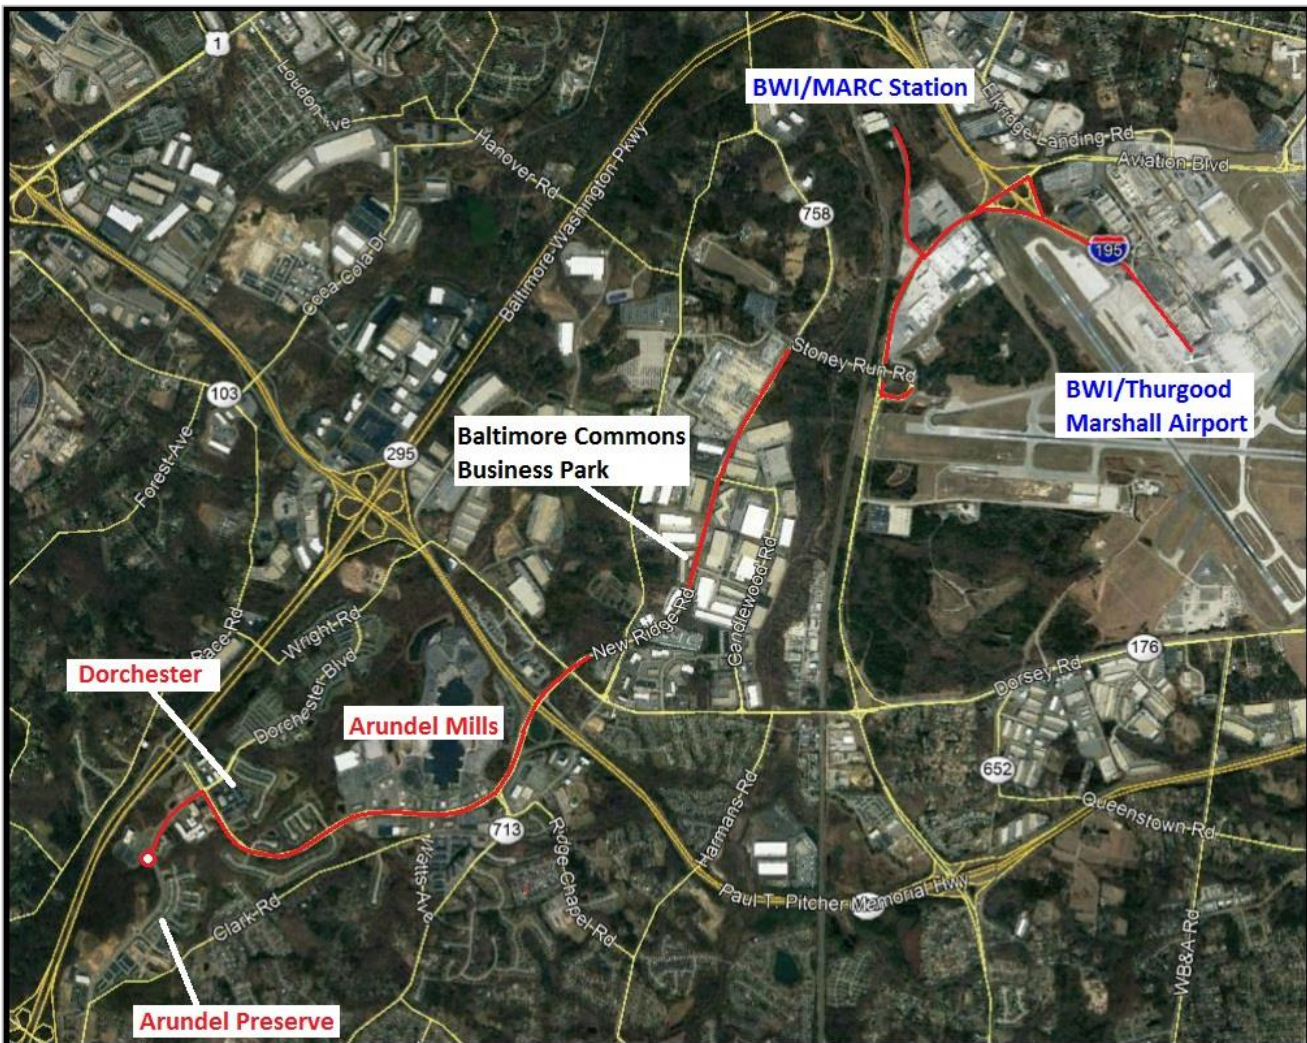 1
Loudon Ave
BWI/MARC Station
Elkridge Landing Rd
Aviation Blvd
Hanover Rd
Baltimore-Washington Pkwy
758
195
Coca Cola Dr
Stoney Run Rd
103
BWI/Thurgood
Marshall Airport
Baltimore Commons
Business Park
295
Forest Ave
Candlewood Rd
New Ridge Rd
Race Rd
Wright Rd
176
Dorchester
Dorchester Blvd
Dorsey Rd
Arundel Mills
652
Queenstown Rd
713
Harmans Rd
Watts Ave
Ridge Chapel Rd
Paul T. Pitcher Memorial Hwy
Clark Rd
WB&A Rd
Arundel Preserve